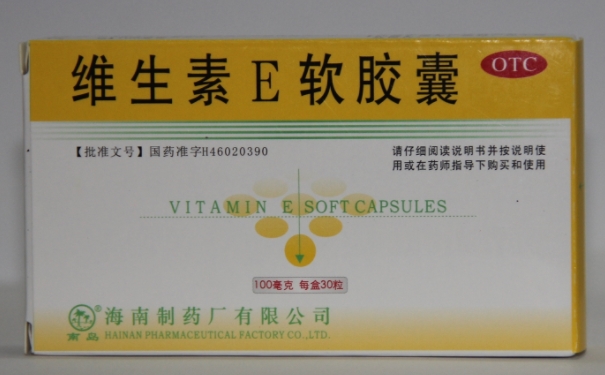 维生素E软胶囊
OTC
【批准文号】国药准字H46020390
请仔细阅读说明书并按说明使
用或在药师指导下购买和使用
VITAMIN E SOFT CAPSULES
100毫克 每盒30粒
海南制药厂有限公司
HAINAN PHARMACEUTICAL FACTORY CO.,LTD.
南岛